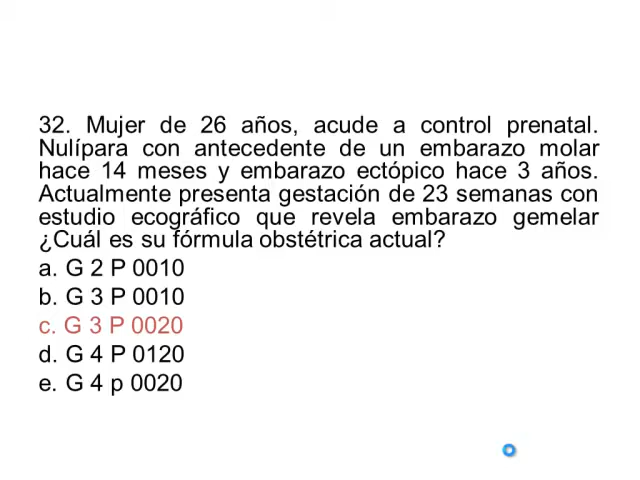 32. Mujer de 26 años, acude a control prenatal.
Nulípara con antecedente de un embarazo molar
hace 14 meses y embarazo ectópico hace 3 años.
Actualmente presenta gestación de 23 semanas con
estudio ecográfico que revela embarazo gemelar
¿Cuál es su fórmula obstétrica actual?
a. G 2 P 0010
b. G 3 P 0010
c. G 3 P 0020
d. G 4 P 0120
e. G 4 p 0020